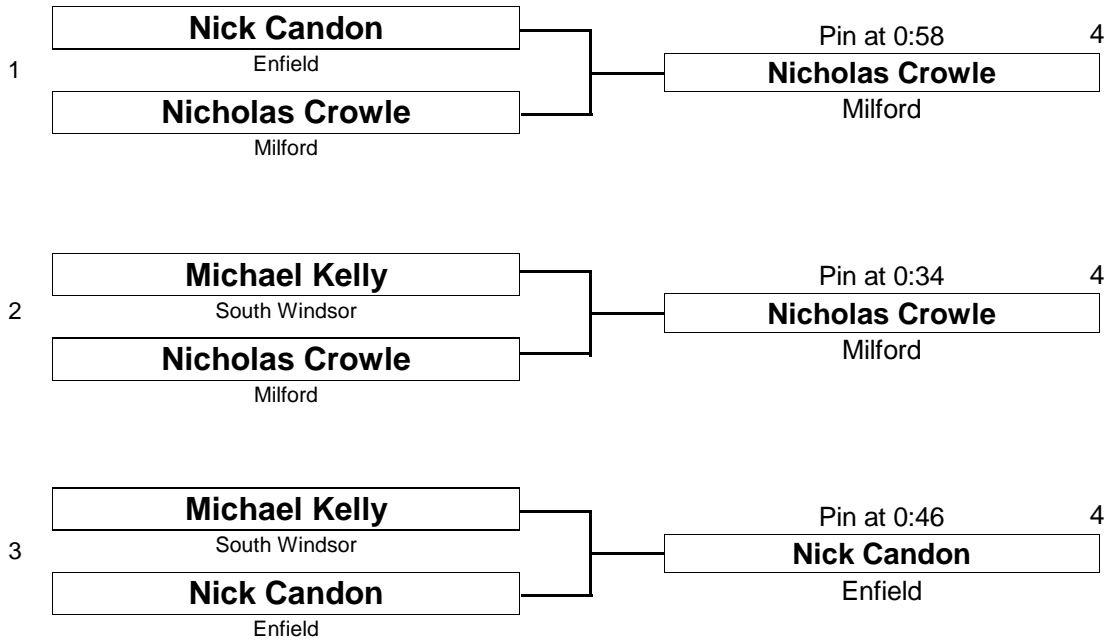 Nick Candon
Enfield
1
Nicholas Crowle
Milford
Pin at 0:58 4
Nicholas Crowle
Milford
Michael Kelly
South Windsor
2
Nicholas Crowle
Milford
Pin at 0:34 4
Nicholas Crowle
Milford
Michael Kelly
South Windsor
3
Nick Candon
Enfield
Pin at 0:46 4
Nick Candon
Enfield